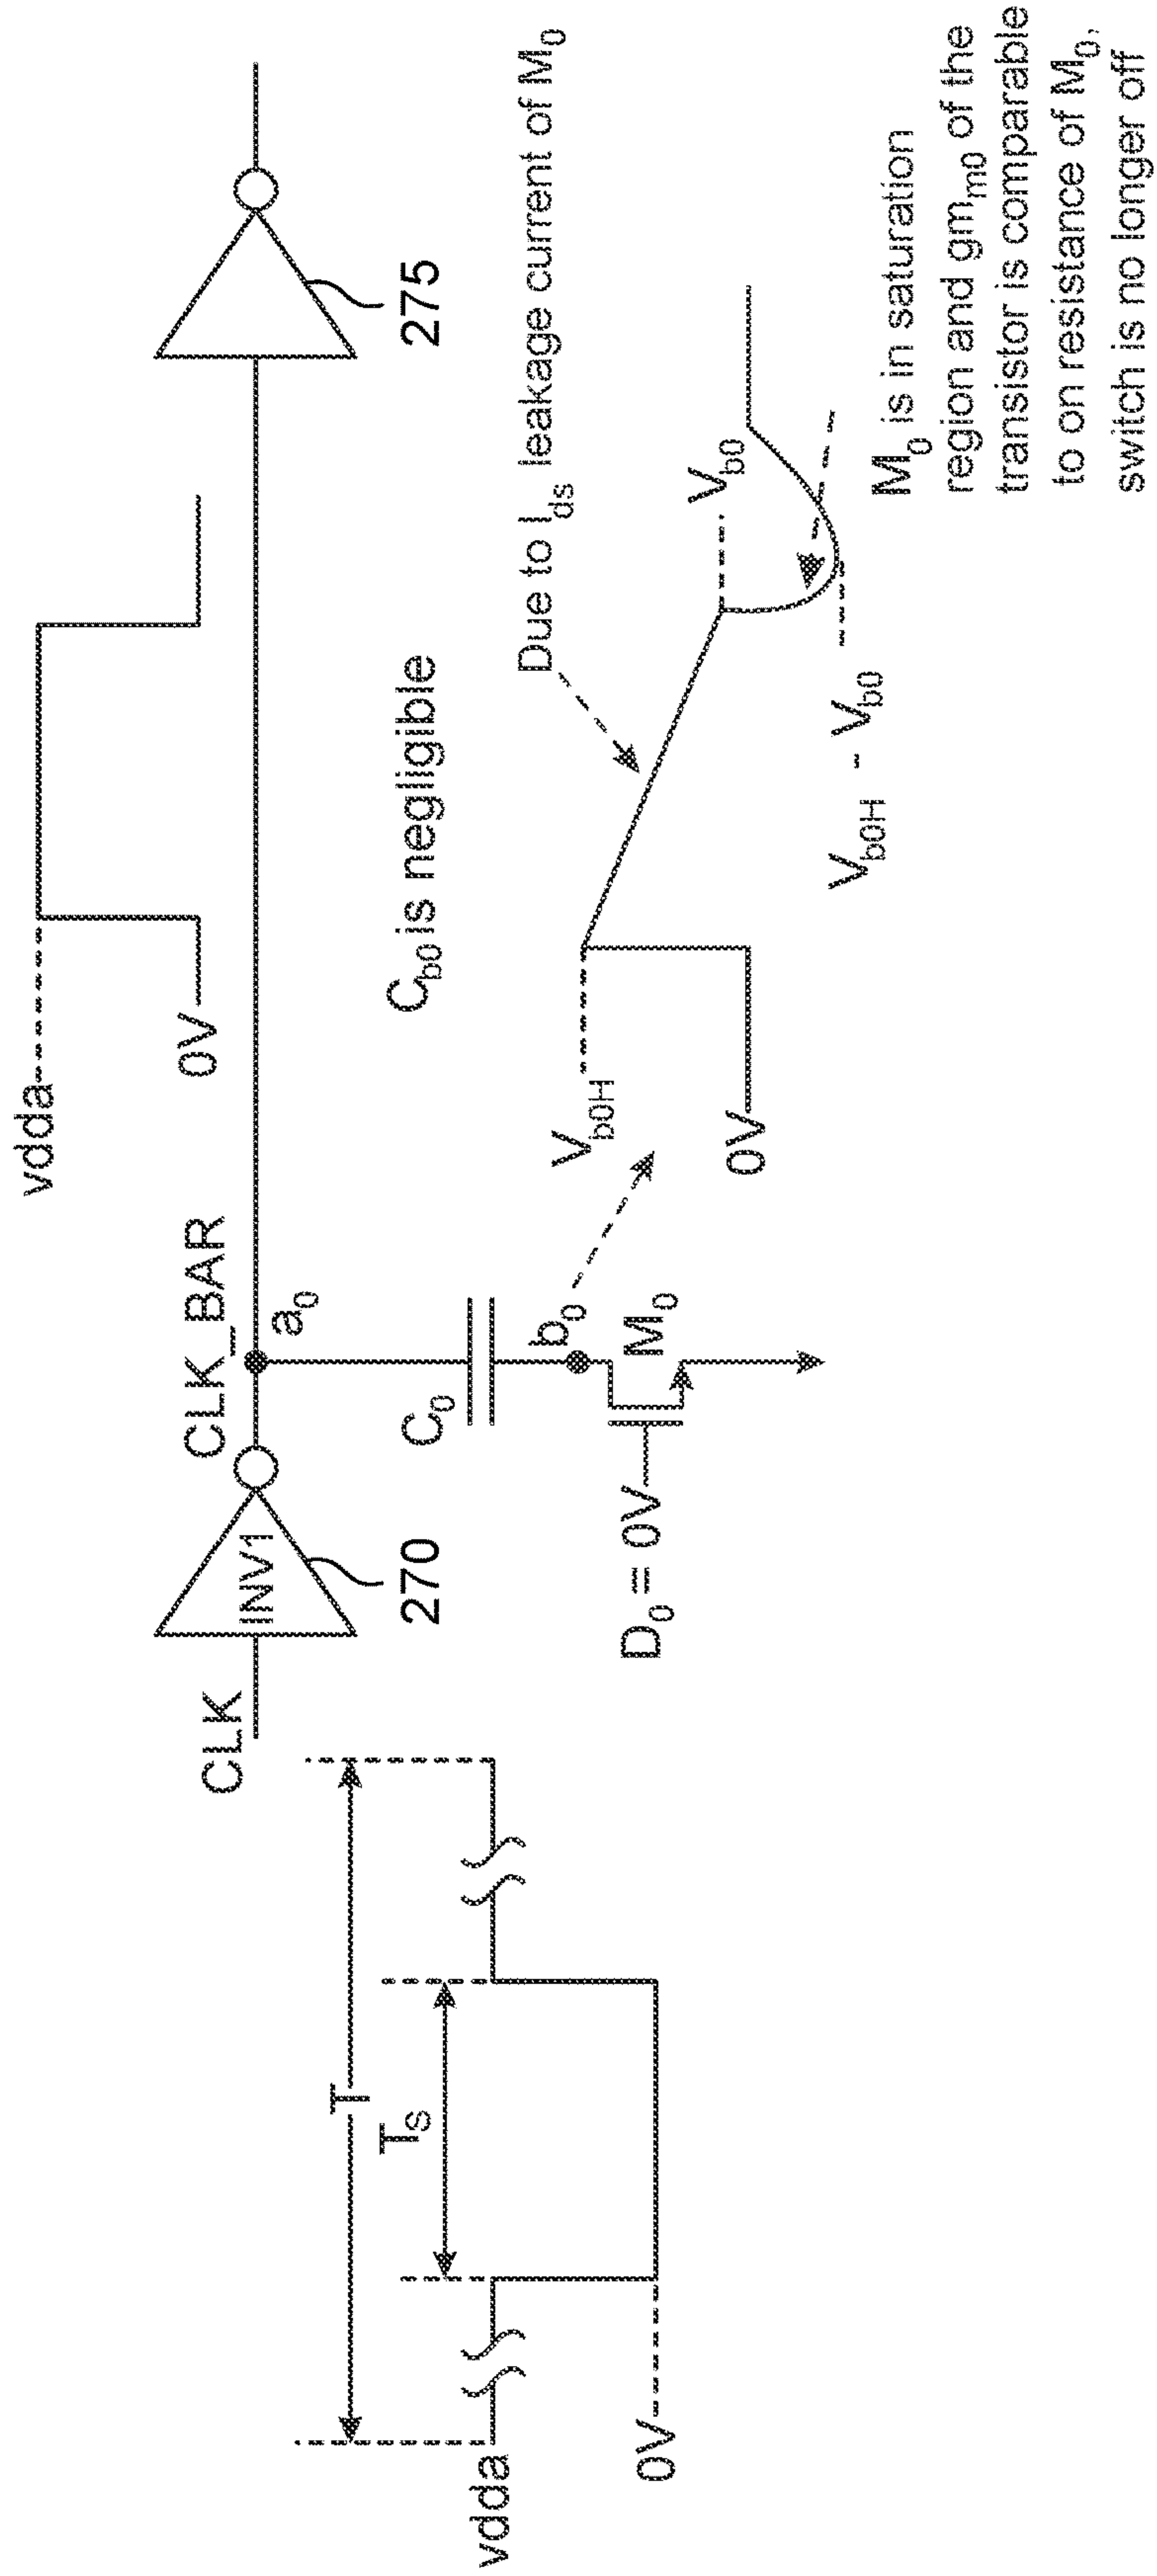 vdda
0V
T
Ts
CLK
INV1
270
CLK_BAR
a0
C0
b0
M0
D0 = 0V
vdda
0V
275
Cb0 is negligible
Due to Ids leakage current of M0
Vb0H
0V
Vb0
Vb0H - Vb0
M0 is in saturation
region and gmm0 of the
transistor is comparable
to on resistance of M0,
switch is no longer off